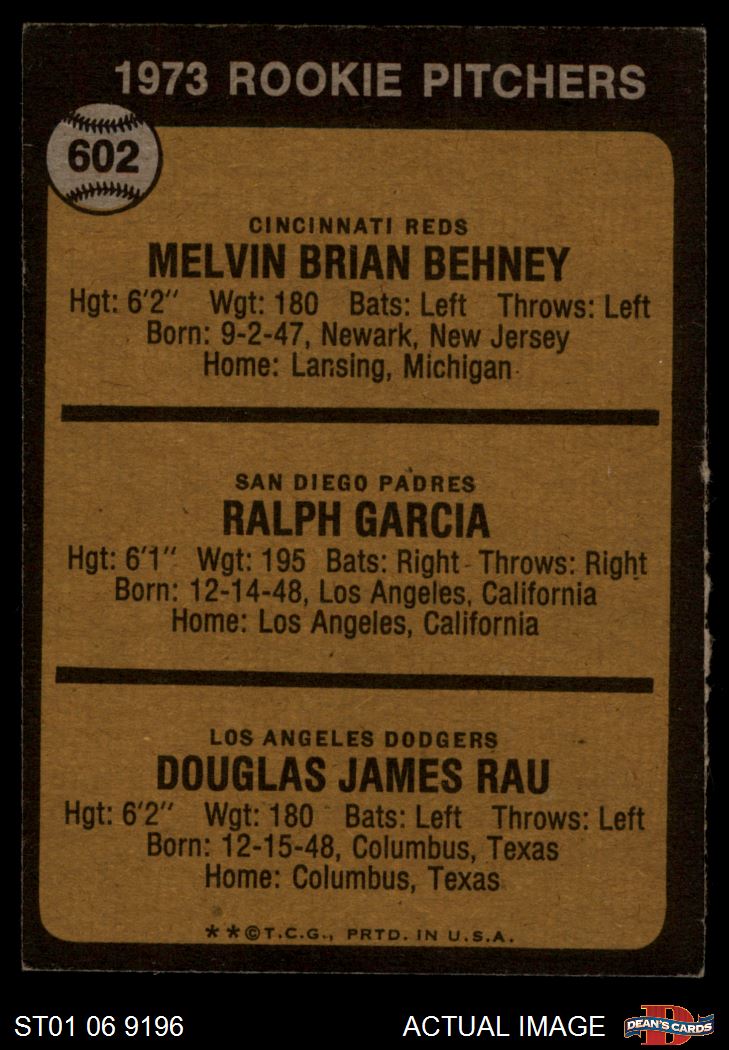 1973 ROOKIE PITCHERS
602
CINCINNATI REDS
MELVIN BRIAN BEHNEY
Hgt: 6'2" Wgt: 180 Bats: Left Throws: Left
Born: 9-2-47, Newark, New Jersey
Home: Lansing, Michigan
SAN DIEGO PADRES
RALPH GARCIA
Hgt: 6'1" Wgt: 195 Bats: Right Throws: Right
Born: 12-14-48, Los Angeles, California
Home: Los Angeles, California
LOS ANGELES DODGERS
DOUGLAS JAMES RAU
Hgt: 6'2" Wgt: 180 Bats: Left Throws: Left
Born: 12-15-48, Columbus, Texas
Home: Columbus, Texas
**©T.C.G., PRTD. IN U.S.A.
ST01 06 9196 ACTUAL IMAGE D DEAN'S CARDS